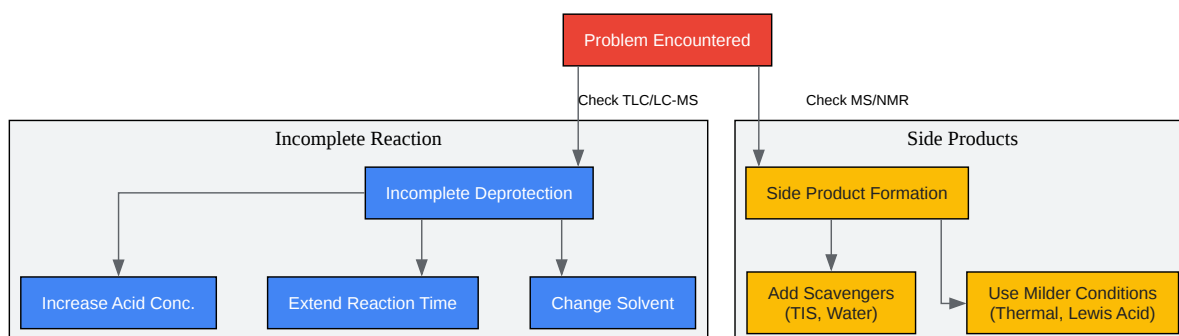 Problem Encountered
Check TLC/LC-MS
Check MS/NMR
Incomplete Reaction
Side Products
Incomplete Deprotection
Side Product Formation
Increase Acid Conc.
Extend Reaction Time
Change Solvent
Add Scavengers
(TIS, Water)
Use Milder Conditions
(Thermal, Lewis Acid)